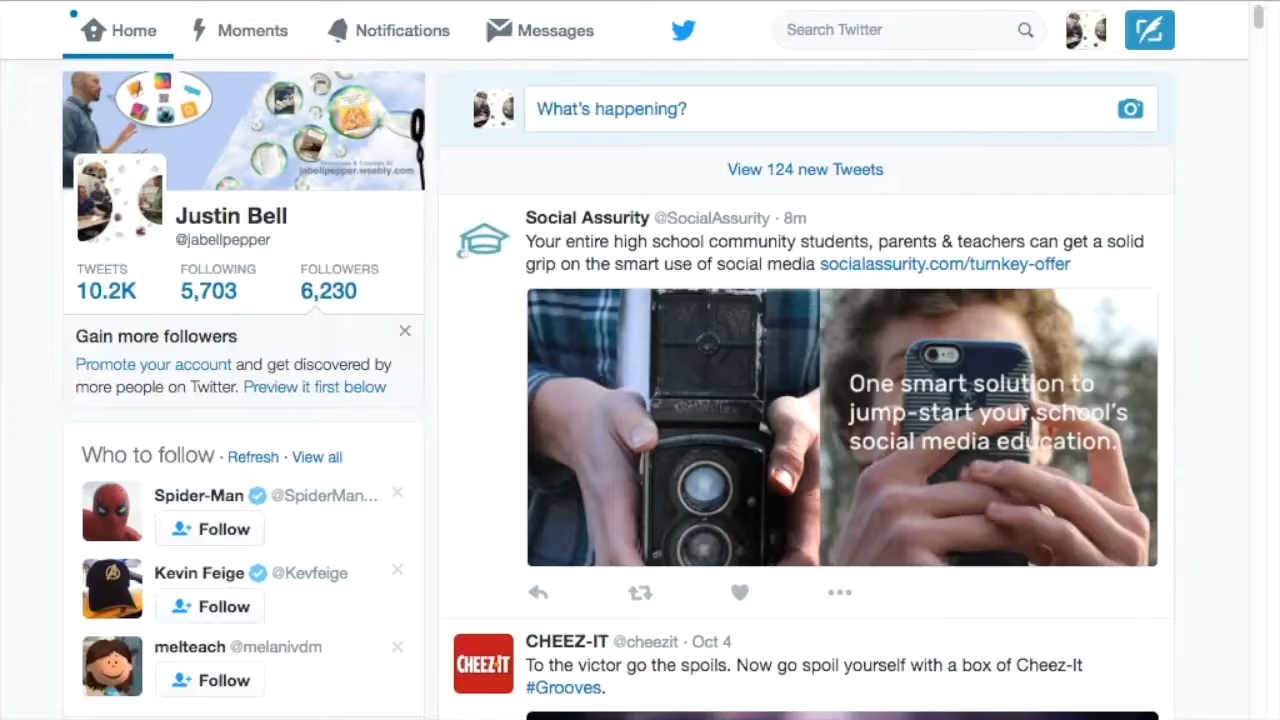 Home
Moments
Notifications
Messages
Search Twitter
jabellpepper.weebly.com
Justin Bell
@jabellpepper
TWEETS FOLLOWING FOLLOWERS
10.2K 5,703 6,230
Gain more followers
Promote your account and get discovered by
more people on Twitter. Preview it first below
Who to follow · Refresh · View all
Spider-Man @SpiderMan...
Follow
Kevin Feige @Kevfeige
Follow
melteach @melanivdm
Follow
What's happening?
View 124 new Tweets
Social Assurity @SocialAssurity · 8m
Your entire high school community students, parents & teachers can get a solid
grip on the smart use of social media socialassurity.com/turnkey-offer
One smart solution to
jump-start your school's
social media education.
CHEEZ-IT @cheezit · Oct 4
CHEEZ-IT
To the victor go the spoils. Now go spoil yourself with a box of Cheez-It
#Grooves.